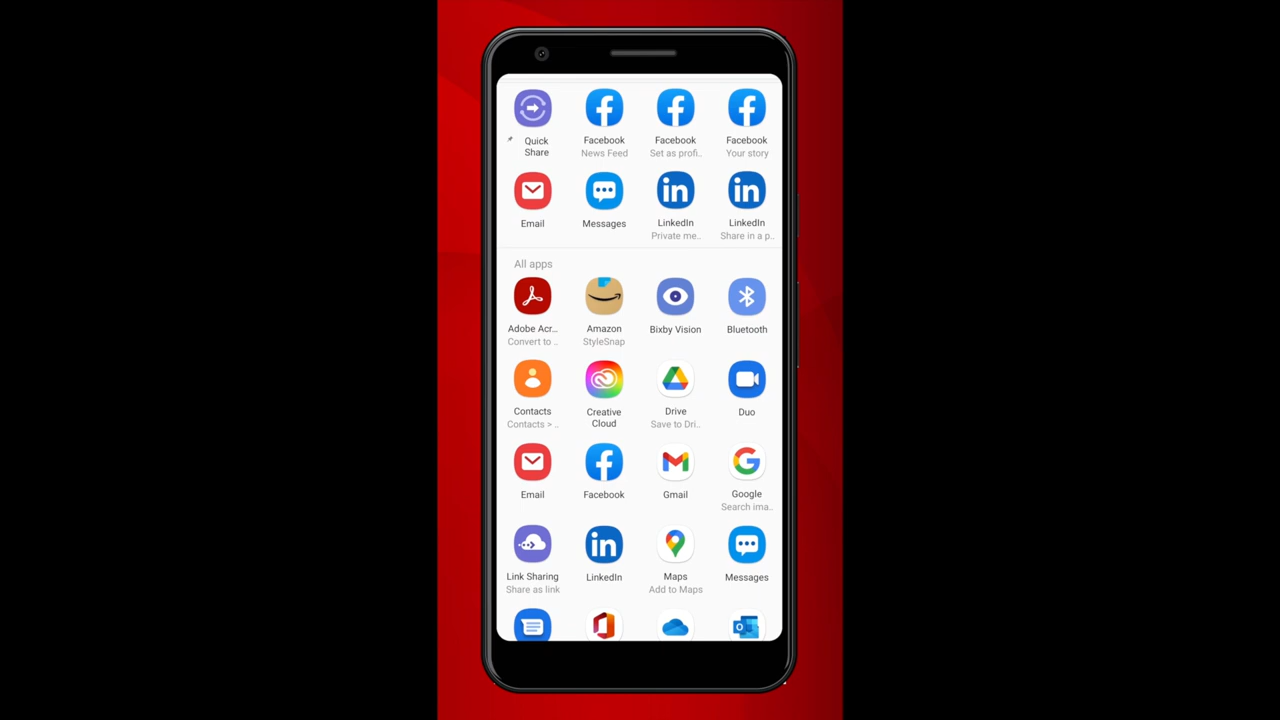 Quick Share
Facebook
News Feed
Facebook
Set as profi..
Facebook
Your story
Email
Messages
LinkedIn
Private me..
LinkedIn
Share in a p..
All apps
Adobe Acr...
Convert to ..
Amazon
StyleSnap
Bixby Vision
Bluetooth
Contacts
Contacts > ..
Creative Cloud
Drive
Save to Dri..
Duo
Email
Facebook
Gmail
Google
Search ima..
Link Sharing
Share as link
LinkedIn
Maps
Add to Maps
Messages